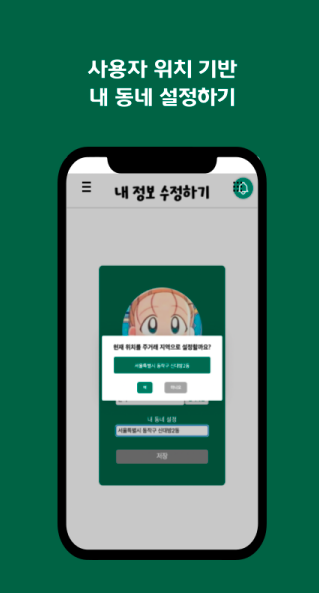 사용자 위치 기반
내 동네 설정하기
내 정보 수정하기
현재 위치를 주거래 지역으로 설정할까요?
서울특별시 동작구 신대방2동
예
아니오
내 동네 설정
서울특별시 동작구 신대방2동
저장